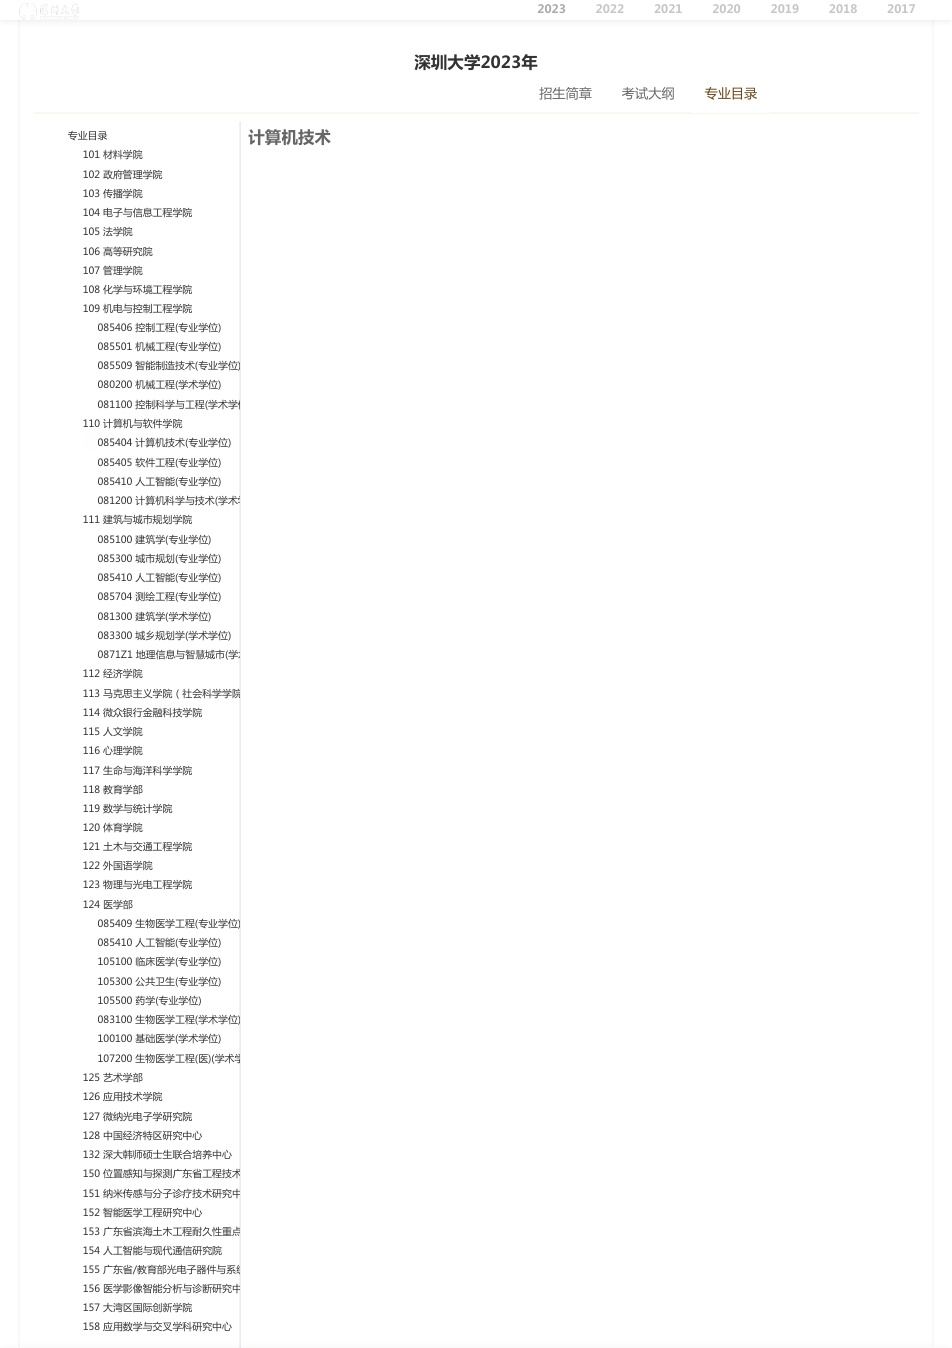 2023 2022 2021 2020 2019 2018 2017
深圳大学2023年
招生简章 考试大纲 专业目录
专业目录
101 材料学院
102 政府管理学院
103 传播学院
104 电子与信息工程学院
105 法学院
106 高等研究院
107 管理学院
108 化学与环境工程学院
109 机电与控制工程学院
085406 控制工程(专业学位)
085501 机械工程(专业学位)
085509 智能制造技术(专业学位)
080200 机械工程(学术学位)
081100 控制科学与工程(学术学
110 计算机与软件学院
085404 计算机技术(专业学位)
085405 软件工程(专业学位)
085410 人工智能(专业学位)
081200 计算机科学与技术(学术
111 建筑与城市规划学院
085100 建筑学(专业学位)
085300 城市规划(专业学位)
085410 人工智能(专业学位)
085704 测绘工程(专业学位)
081300 建筑学(学术学位)
083300 城乡规划学(学术学位)
0871Z1 地理信息与智慧城市(学
112 经济学院
113 马克思主义学院（社会科学学院
114 微众银行金融科技学院
115 人文学院
116 心理学院
117 生命与海洋科学学院
118 教育学部
119 数学与统计学院
120 体育学院
121 土木与交通工程学院
122 外国语学院
123 物理与光电工程学院
124 医学部
085409 生物医学工程(专业学位)
085410 人工智能(专业学位)
105100 临床医学(专业学位)
105300 公共卫生(专业学位)
105500 药学(专业学位)
083100 生物医学工程(学术学位)
100100 基础医学(学术学位)
107200 生物医学工程(医)(学术学
125 艺术学部
126 应用技术学院
127 微纳光电子学研究院
128 中国经济特区研究中心
132 深大韩师硕士生联合培养中心
150 位置感知与探测广东省工程技术
151 纳米传感与分子诊疗技术研究中
152 智能医学工程研究中心
153 广东省滨海土木工程耐久性重点
154 人工智能与现代通信研究院
155 广东省/教育部光电子器件与系统
156 医学影像智能分析与诊断研究中
157 大湾区国际创新学院
158 应用数学与交叉学科研究中心
计算机技术